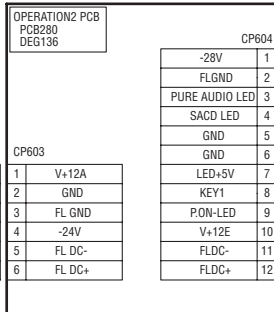 OPERATION2 PCB
PCB280
DEG136
CP604
-28V 1
FLGND 2
PURE AUDIO LED 3
SACD LED 4
GND 5
GND 6
LED+5V 7
KEY1 8
P.ON-LED 9
V+12E 10
FLDC- 11
FLDC+ 12
CP603
1 V+12A
2 GND
3 FL GND
4 -24V
5 FL DC-
6 FL DC+